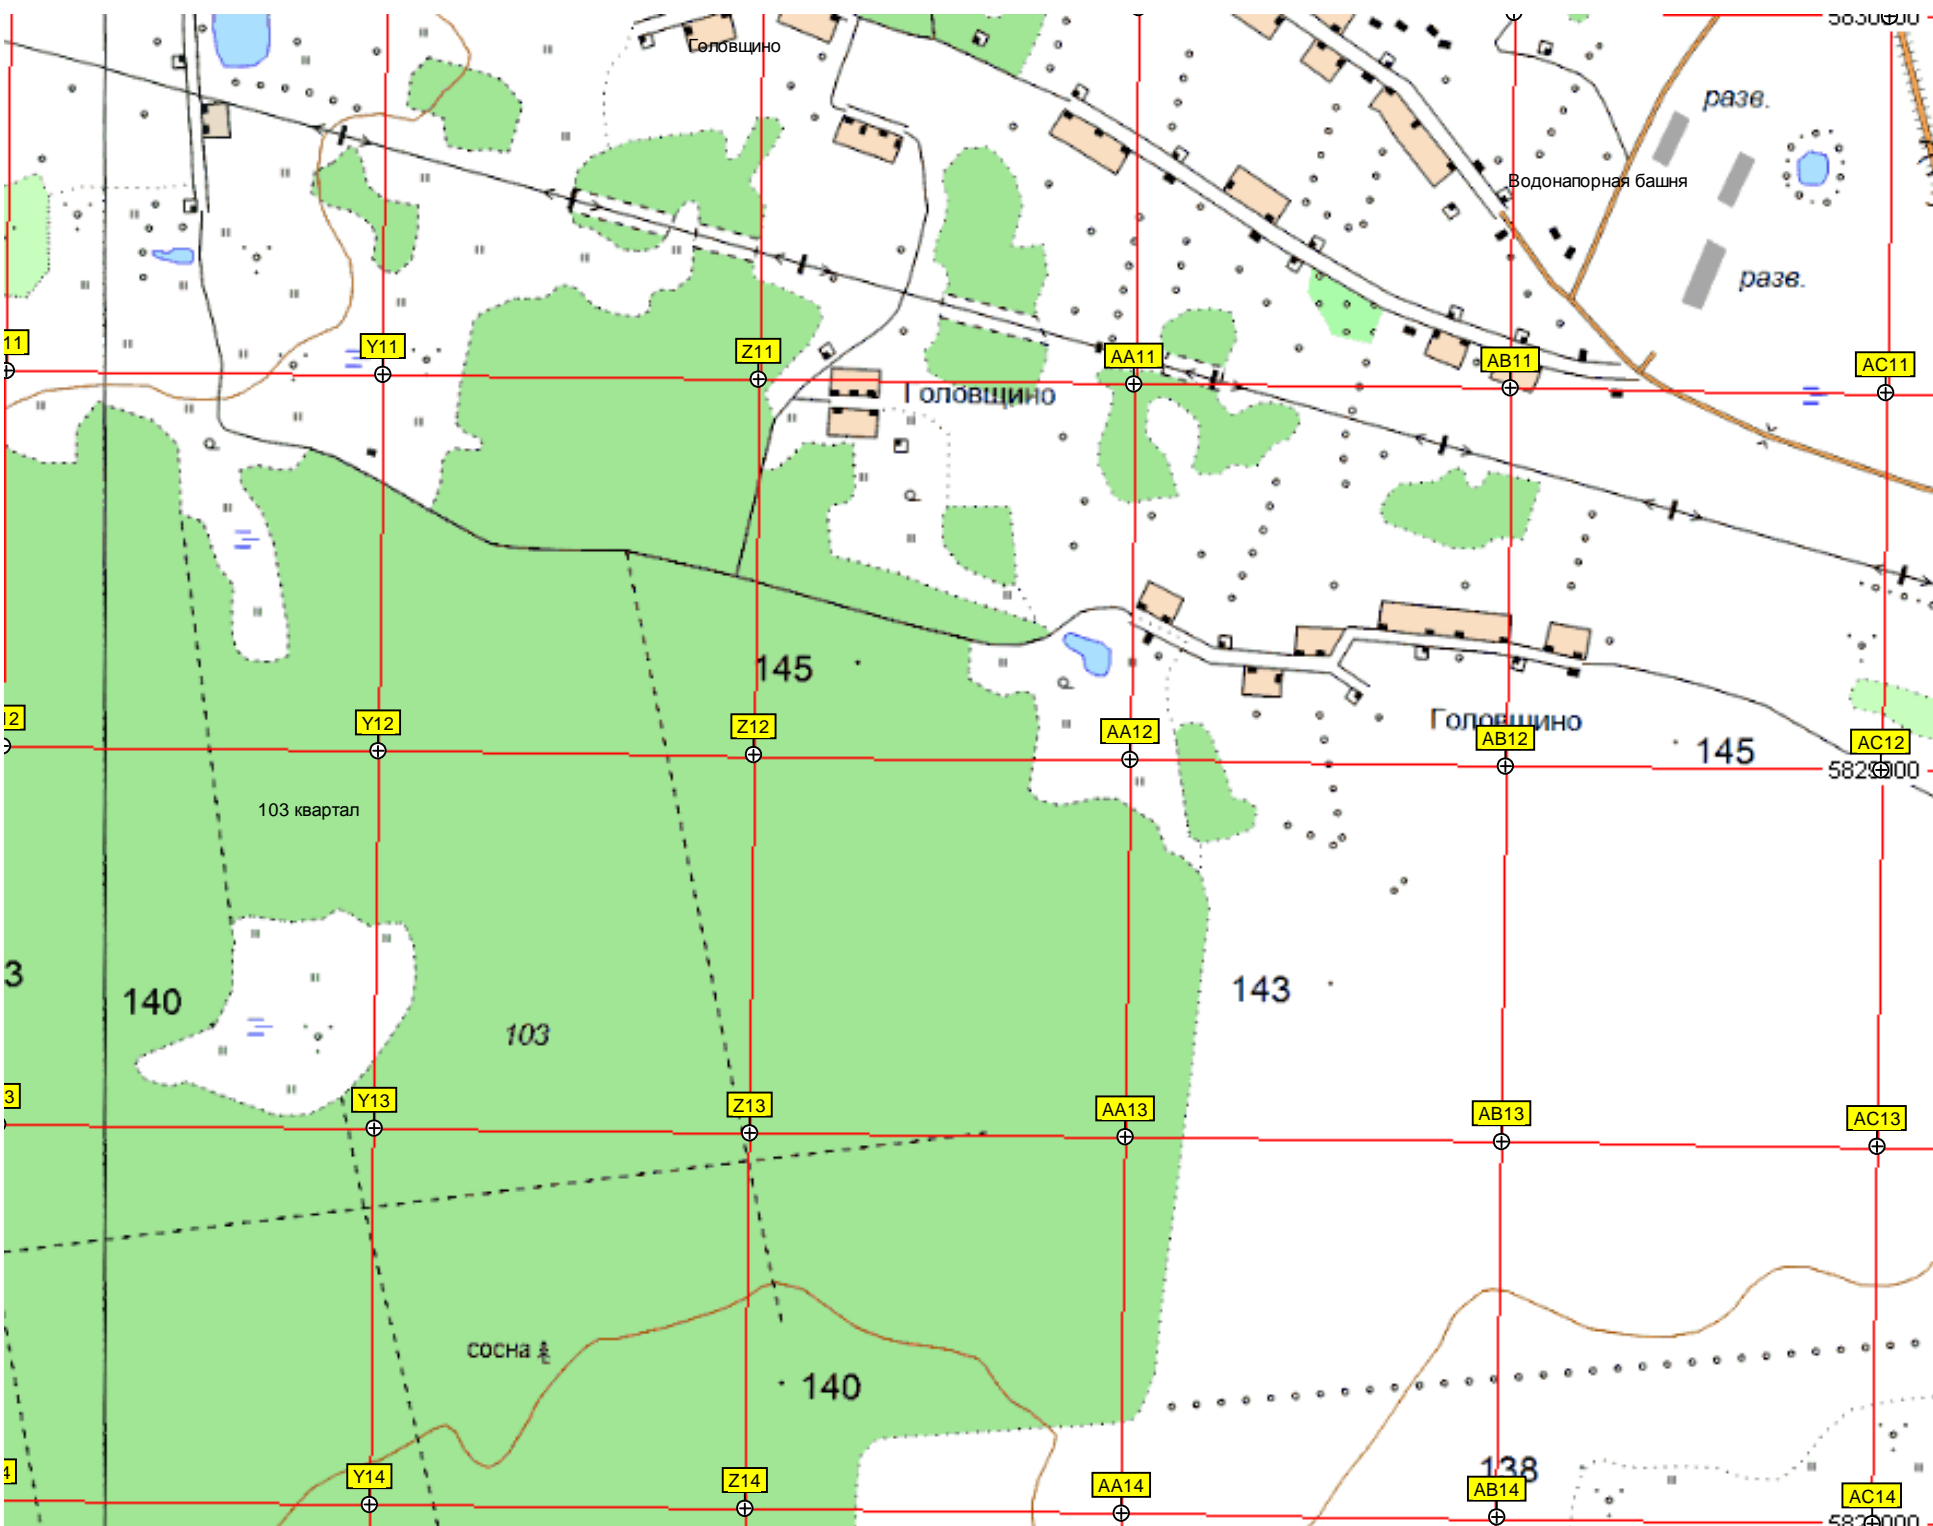 5830000
Головщино
разв.
Водонапорная башня
разв.
11
Y11
Z11
AA11
AB11
AC11
Головщино
145
12
Y12
Z12
AA12
Головщино
AB12
145
AC12
5829000
103 квартал
3
140
143
103
3
Y13
Z13
AA13
AB13
AC13
сосна
140
138
4
Y14
Z14
AA14
AB14
AC14